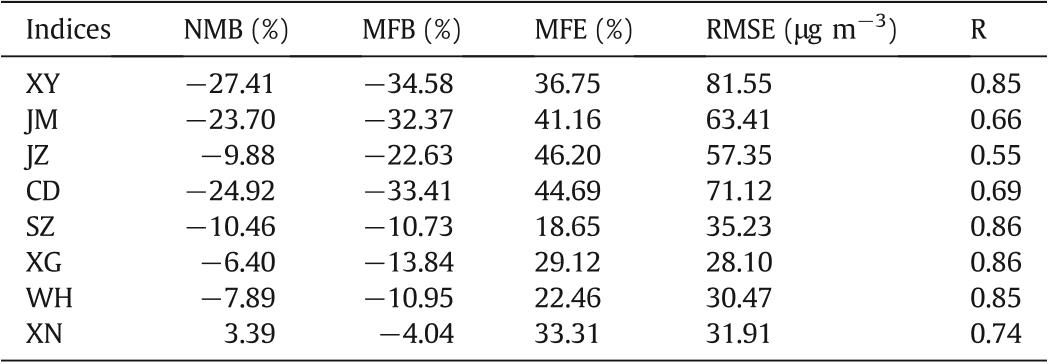 Indices NMB (%) MFB (%) MFE (%) RMSE (μg m−3) R
XY −27.41 −34.58 36.75 81.55 0.85
JM −23.70 −32.37 41.16 63.41 0.66
JZ −9.88 −22.63 46.20 57.35 0.55
CD −24.92 −33.41 44.69 71.12 0.69
SZ −10.46 −10.73 18.65 35.23 0.86
XG −6.40 −13.84 29.12 28.10 0.86
WH −7.89 −10.95 22.46 30.47 0.85
XN 3.39 −4.04 33.31 31.91 0.74